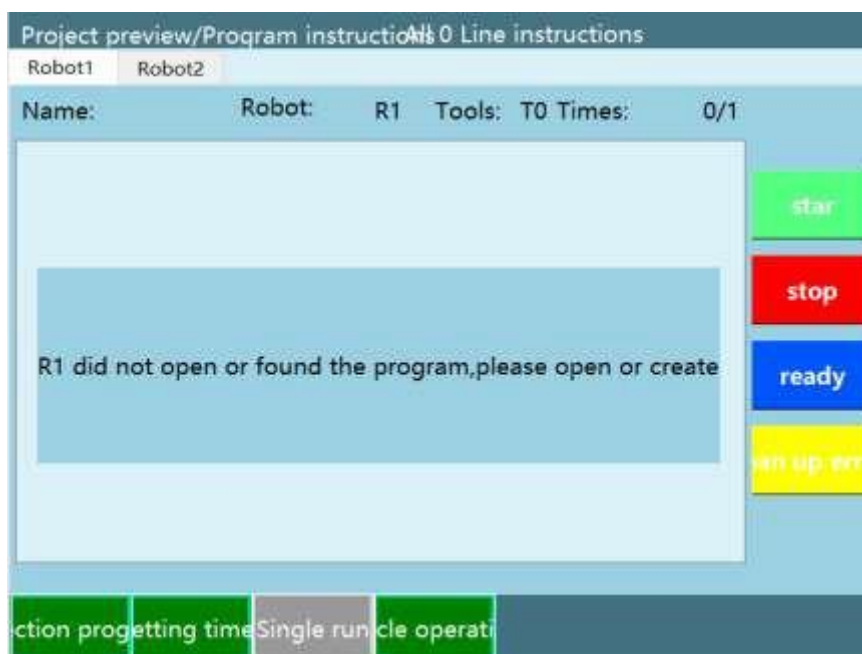 Project preview/Program instructions All 0 Line instructions
Robot1 Robot2
Name: Robot: R1 Tools: T0 Times: 0/1
star
stop
R1 did not open or found the program,please open or create
ready
an up err
ction prog etting time Single run cle operati